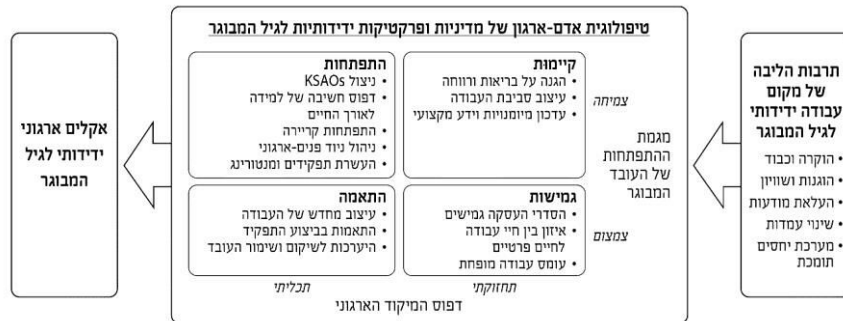 תרבות הליבה
של מקום
עבודה ידידותי
לגיל המבוגר
• הוקרה וכבוד
• הוגנות ושוויון
• העלאת מודעות
• שינוי עמדות
• מערכת יחסים
תומכת
טיפולוגית אדם-ארגון של מדיניות ופרקטיקות ידידותיות לגיל המבוגר
מגמת
ההתפתחות
של העובד
המבוגר
צמיחה
צמצום
קיימוּת
• הגנה על בריאות ורווחה
• עיצוב סביבת העבודה
• עדכון מיומנויות וידע מקצועי
התפתחות
• ניצול KSAOs
• דפוס חשיבה של למידה
לאורך החיים
• התפתחות קריירה
• ניהול ניוד פנים-ארגוני
• העשרת תפקידים ומנטורינג
גמישות
• הסדרי העסקה גמישים
• איזון בין חיי עבודה
לחיים פרטיים
• עומס עבודה מופחת
התאמה
• עיצוב מחדש של העבודה
• התאמות בביצוע התפקיד
• היערכות לשיקום ושימור העובד
תחזוקתי
תכליתי
דפוס המיקוד הארגוני
אקלים ארגוני
ידידותי לגיל
המבוגר